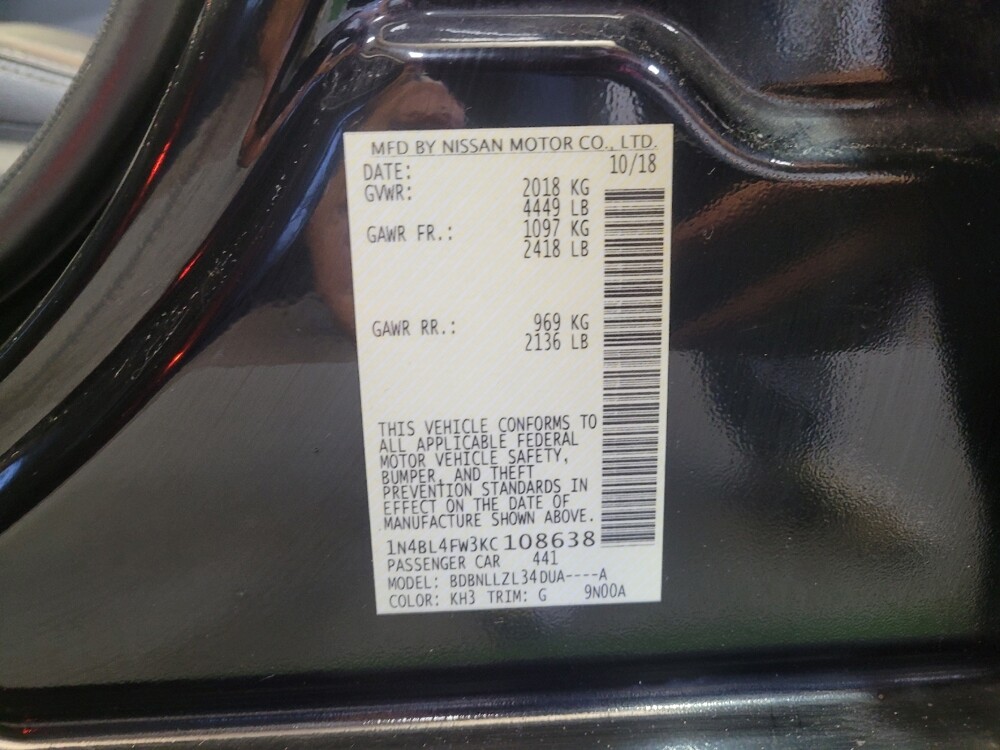 MFD BY NISSAN MOTOR CO., LTD.
DATE: 10/18
GVWR: 2018 KG
4449 LB
GAWR FR.: 1097 KG
2418 LB
GAWR RR.: 969 KG
2136 LB
THIS VEHICLE CONFORMS TO
ALL APPLICABLE FEDERAL
MOTOR VEHICLE SAFETY,
BUMPER, AND THEFT
PREVENTION STANDARDS IN
EFFECT ON THE DATE OF
MANUFACTURE SHOWN ABOVE.
1N4BL4FW3KC108638
PASSENGER CAR 441
MODEL: BDBNLLZL34DUA----A
COLOR: KH3 TRIM: G 9N00A